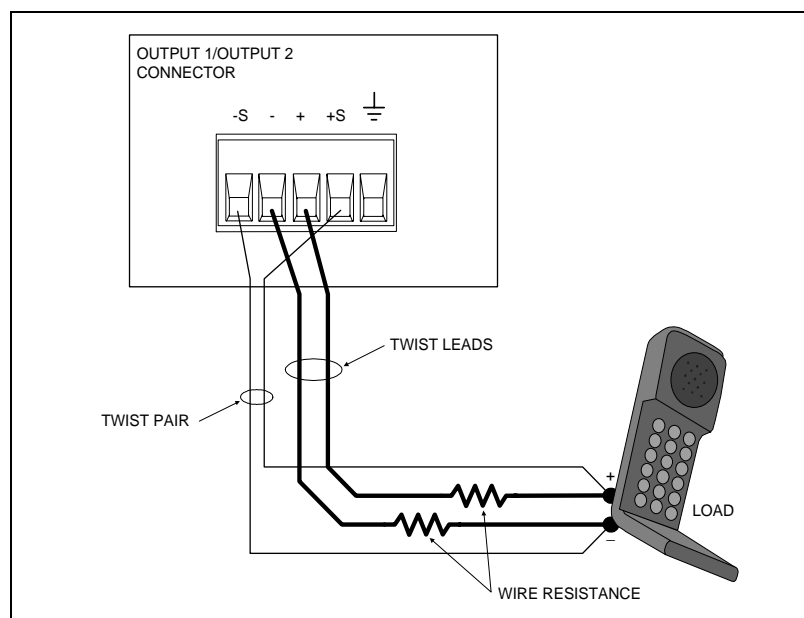 OUTPUT 1/OUTPUT 2
CONNECTOR
-S - + +S
TWIST LEADS
TWIST PAIR
+
LOAD
_
WIRE RESISTANCE